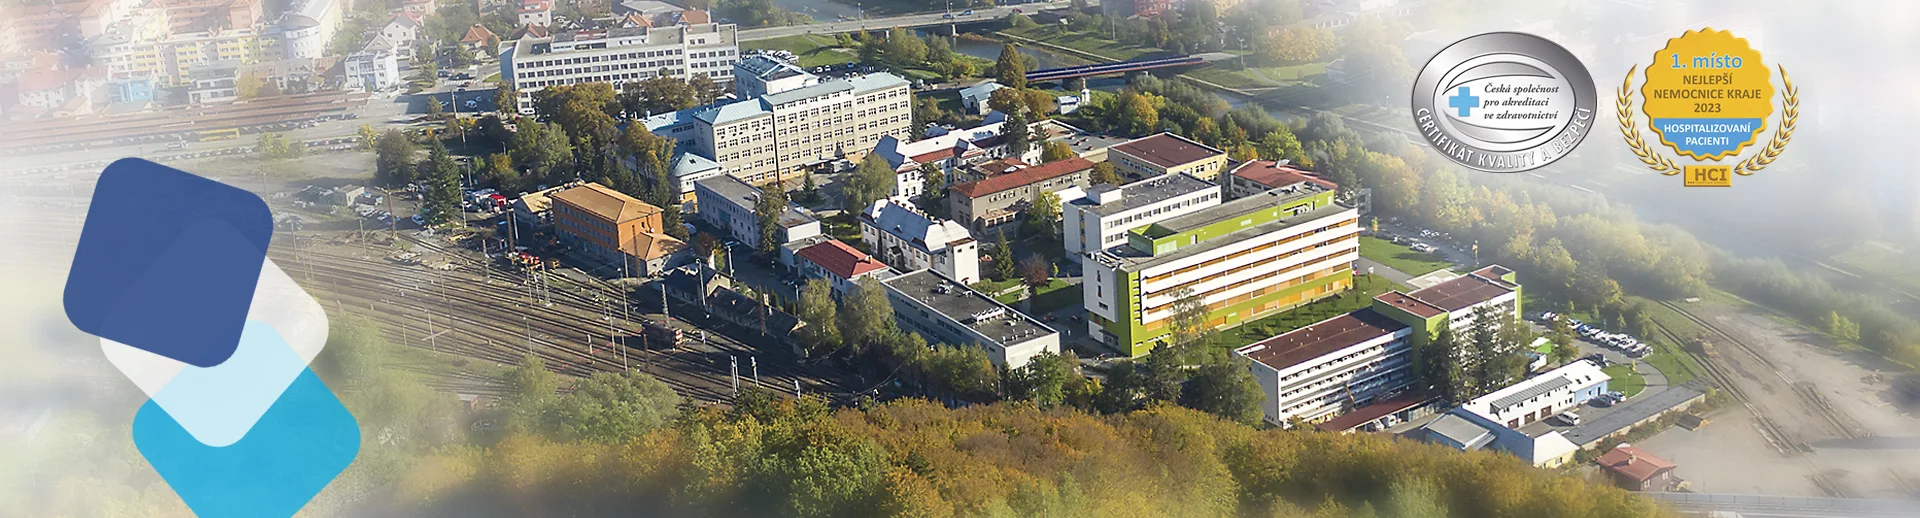 Česká společnost
pro akreditaci
ve zdravotnictví
CERTIFIKÁT KVALITY A BEZPEČÍ
1. místo
NEJLEPŠÍ
NEMOCNICE KRAJE
2023
HOSPITALIZOVANÍ
PACIENTI
HCI